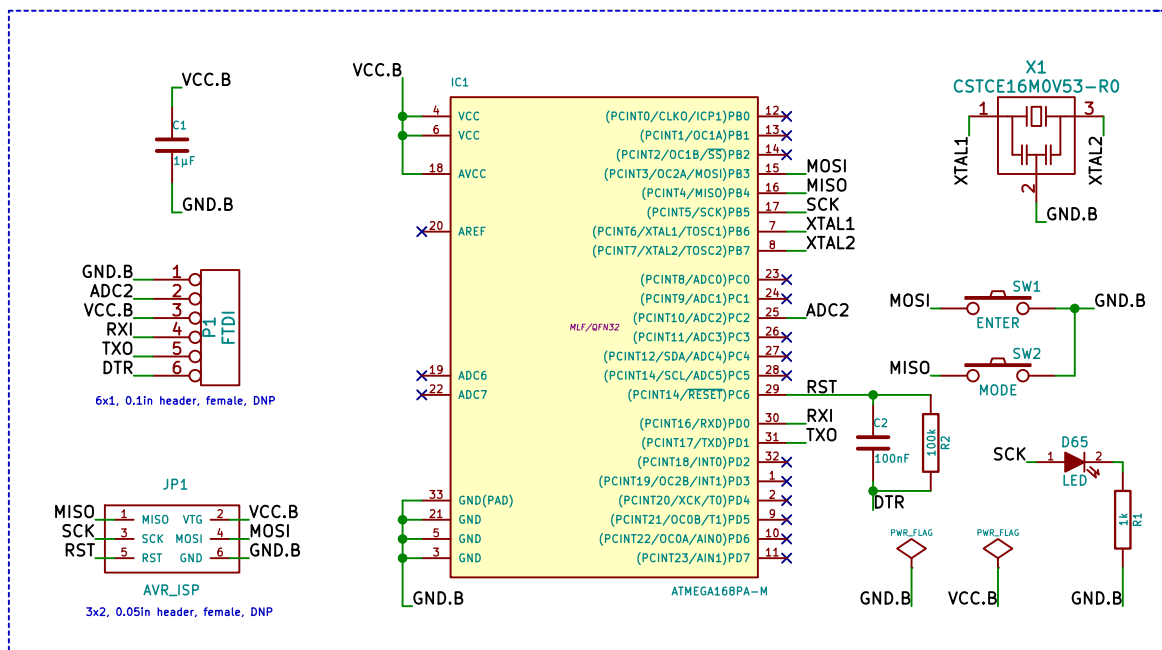 VCC.B
C1
1µF
GND.B
GND.B 1
ADC2 2
VCC.B 3
RXI 4
TXO 5
DTR 6
P1
FTDI
6x1, 0.1in header, female, DNP
JP1
MISO 1 MISO VTG 2 VCC.B
SCK 3 SCK MOSI 4 MOSI
RST 5 RST GND 6 GND.B
AVR_ISP
3x2, 0.05in header, female, DNP
VCC.B
IC1
4 VCC
6 VCC
18 AVCC
20 AREF
19 ADC6
22 ADC7
33 GND(PAD)
21 GND
5 GND
3 GND
GND.B
MLF/QFN32
(PCINT0/CLKO/ICP1)PB0 12
(PCINT1/OC1A)PB1 13
(PCINT2/OC1B/SS)PB2 14
(PCINT3/OC2A/MOSI)PB3 15 MOSI
(PCINT4/MISO)PB4 16 MISO
(PCINT5/SCK)PB5 17 SCK
(PCINT6/XTAL1/TOSC1)PB6 7 XTAL1
(PCINT7/XTAL2/TOSC2)PB7 8 XTAL2
(PCINT8/ADC0)PC0 23
(PCINT9/ADC1)PC1 24
(PCINT10/ADC2)PC2 25 ADC2
(PCINT11/ADC3)PC3 26
(PCINT12/SDA/ADC4)PC4 27
(PCINT14/SCL/ADC5)PC5 28
(PCINT14/RESET)PC6 29 RST
(PCINT16/RXD)PD0 30 RXI
(PCINT17/TXD)PD1 31 TXO
(PCINT18/INT0)PD2 32
(PCINT19/OC2B/INT1)PD3 1
(PCINT20/XCK/T0)PD4 2
(PCINT21/OC0B/T1)PD5 9
(PCINT22/OC0A/AIN0)PD6 10
(PCINT23/AIN1)PD7 11
ATMEGA168PA-M
X1
CSTCE16M0V53-R0
1 3
XTAL1
XTAL2
2
GND.B
MOSI SW1 GND.B
ENTER
MISO SW2
MODE
C2
100nF
100k
R2
DTR
SCK 1 D65 2
LED
1k
R1
GND.B
PWR_FLAG
GND.B
PWR_FLAG
VCC.B